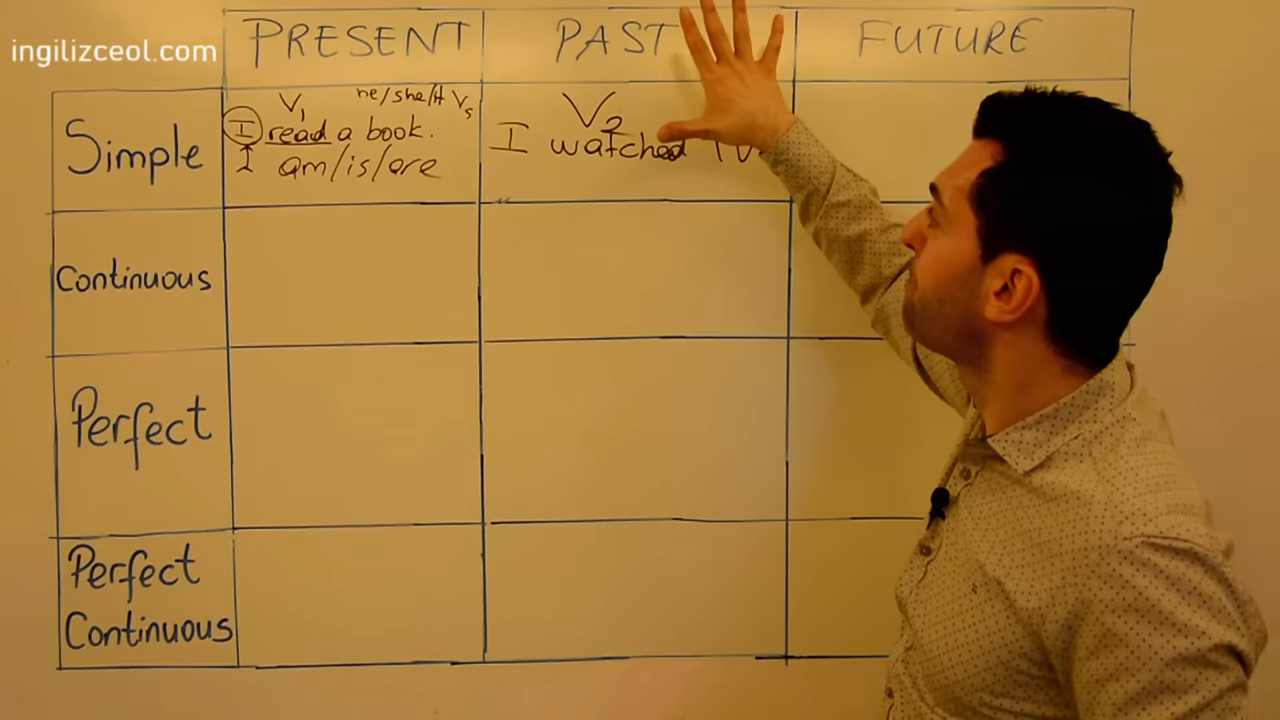 ingilizceol.com
PRESENT PAST FUTURE
V1 he/she/it Vs
Simple I read a book.
I am/is/are
V2
I watched TV
Continuous
Perfect
Perfect
Continuous